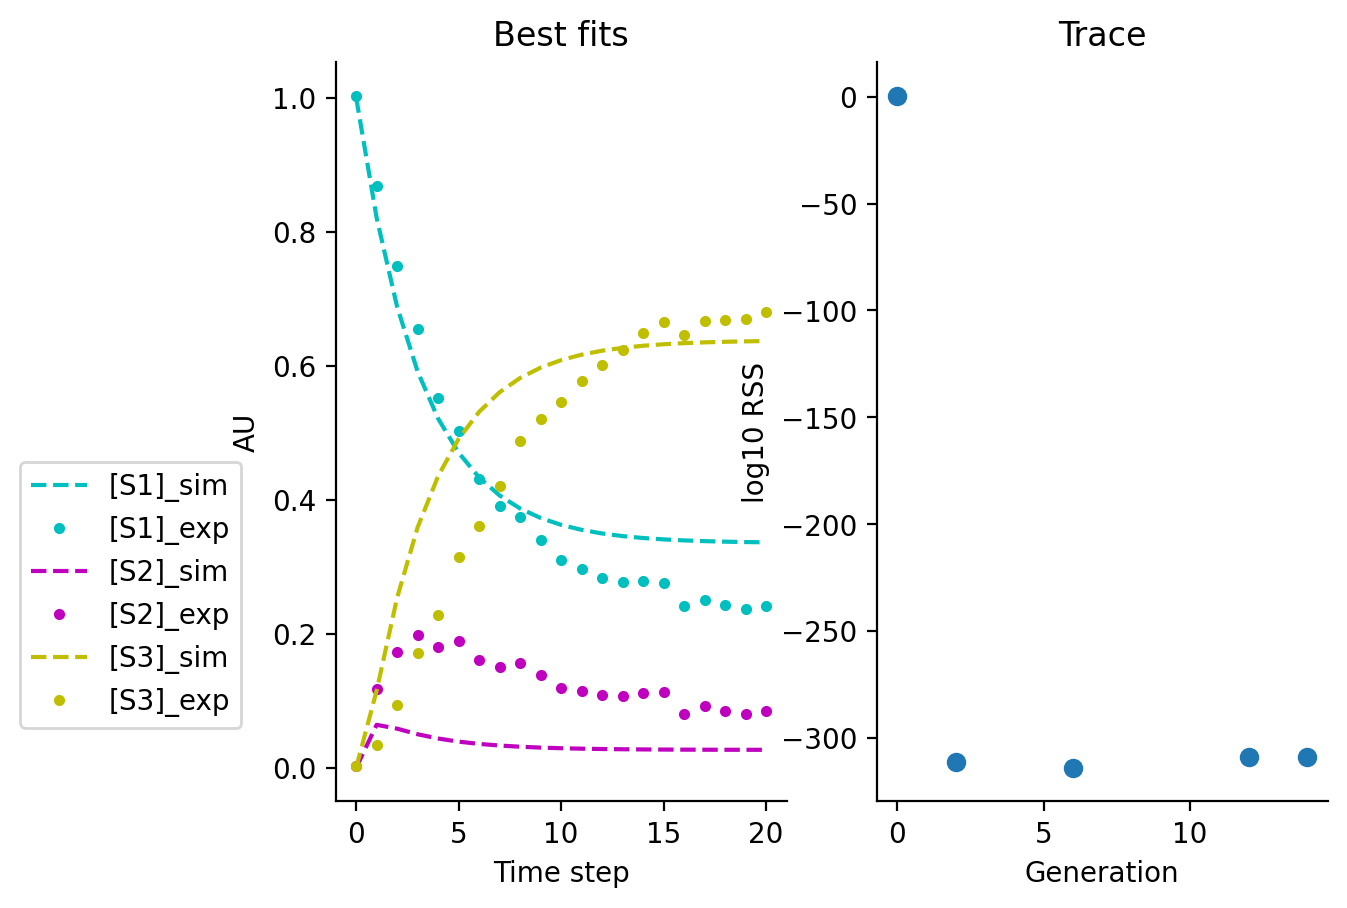 Best fits
1.0
0.8
0.6
0.4
0.2
0.0
AU
0
5
10
15
20
Time step
[S1]_sim
[S1]_exp
[S2]_sim
[S2]_exp
[S3]_sim
[S3]_exp
Trace
0
−50
−100
−150
−200
−250
−300
log10 RSS
0
5
10
Generation